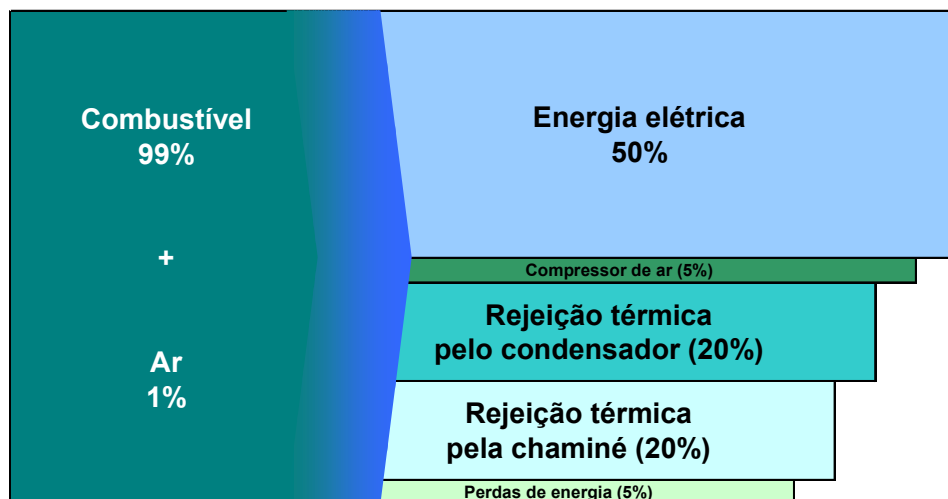 Combustível
99%
+
Ar
1%
Energia elétrica
50%
Compressor de ar (5%)
Rejeição térmica
pelo condensador (20%)
Rejeição térmica
pela chaminé (20%)
Perdas de energia (5%)